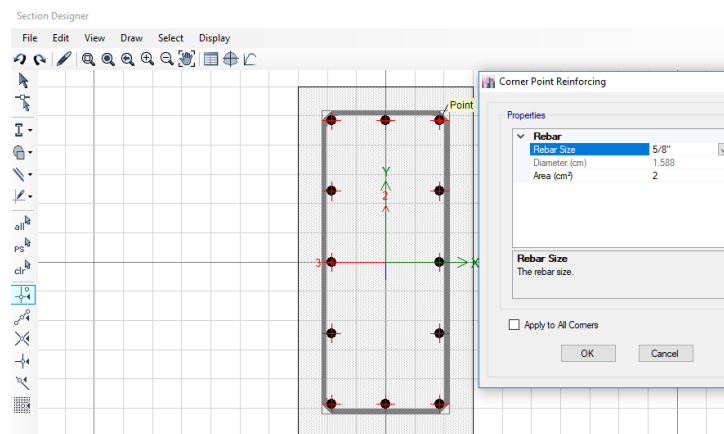 Section Designer
File Edit View Draw Select Display
all
PS
clr
Point
Y
2
3
X
Corner Point Reinforcing
Properties
Rebar
Rebar Size 5/8"
Diameter (cm) 1.588
Area (cm²) 2
Rebar Size
The rebar size.
Apply to All Corners
OK Cancel